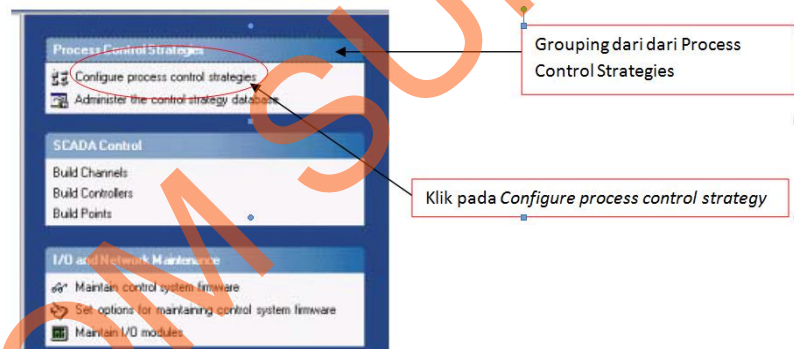 Process Control Strategies
Configure process control strategies
Administer the control strategy database
SCADA Control
Build Channels
Build Controllers
Build Points
I/O and Network Maintenance
Maintain control system firmware
Set options for maintaining control system firmware
Maintain I/O modules
Grouping dari dari Process
Control Strategies
Klik pada Configure process control strategy
OM SU